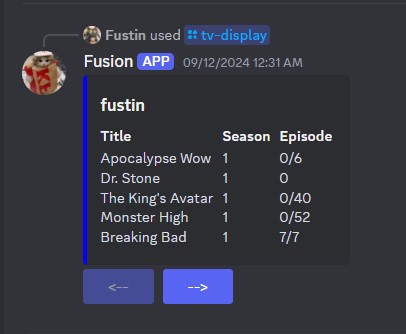 Fustin used tv-display
Fusion APP 09/12/2024 12:31 AM
fustin
Title Season Episode
Apocalypse Wow 1 0/6
Dr. Stone 1 0
The King's Avatar 1 0/40
Monster High 1 0/52
Breaking Bad 1 7/7
<-- -->